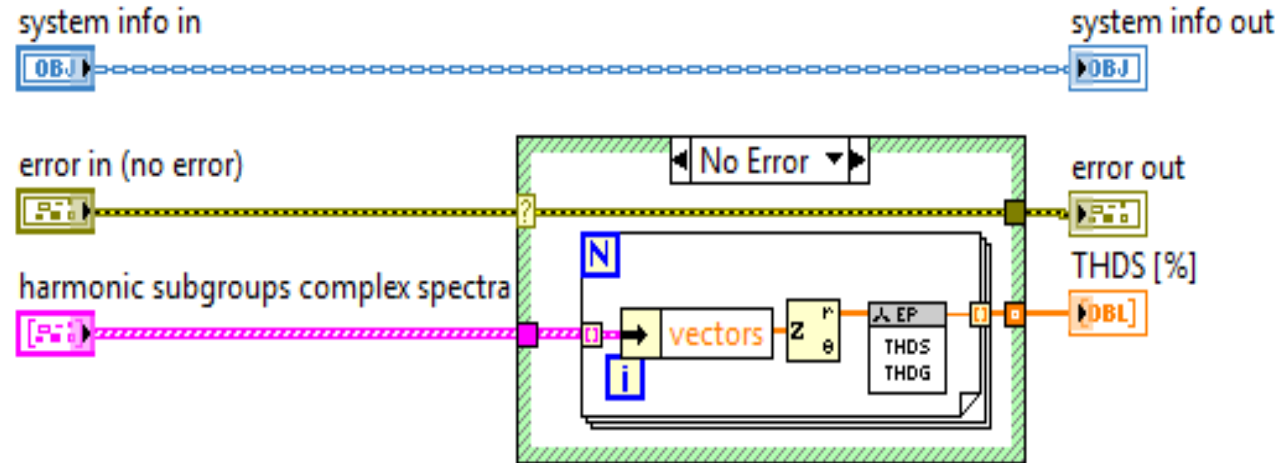 system info in
system info out
OBJ
OBJ
No Error
error in (no error)
error out
?
N
THDS [%]
harmonic subgroups complex spectra
vectors
z
r
θ
EP
THDS
THDG
DBL
i